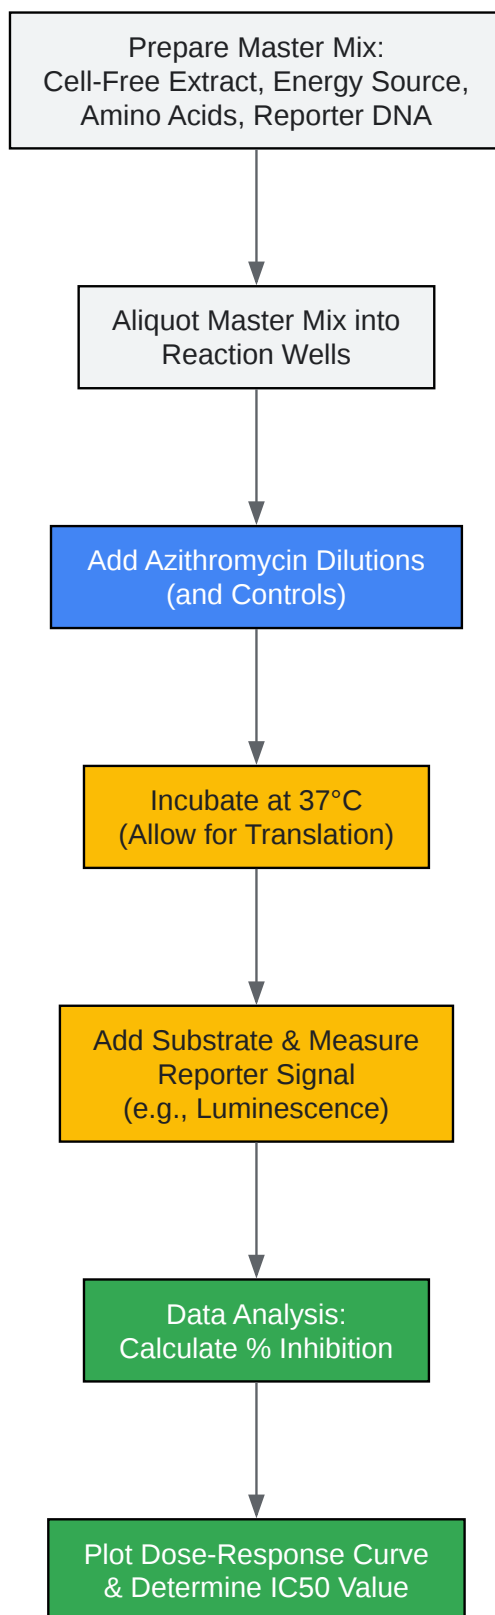 Prepare Master Mix:
Cell-Free Extract, Energy Source,
Amino Acids, Reporter DNA
Aliquot Master Mix into
Reaction Wells
Add Azithromycin Dilutions
(and Controls)
Incubate at 37°C
(Allow for Translation)
Add Substrate & Measure
Reporter Signal
(e.g., Luminescence)
Data Analysis:
Calculate % Inhibition
Plot Dose-Response Curve
& Determine IC50 Value